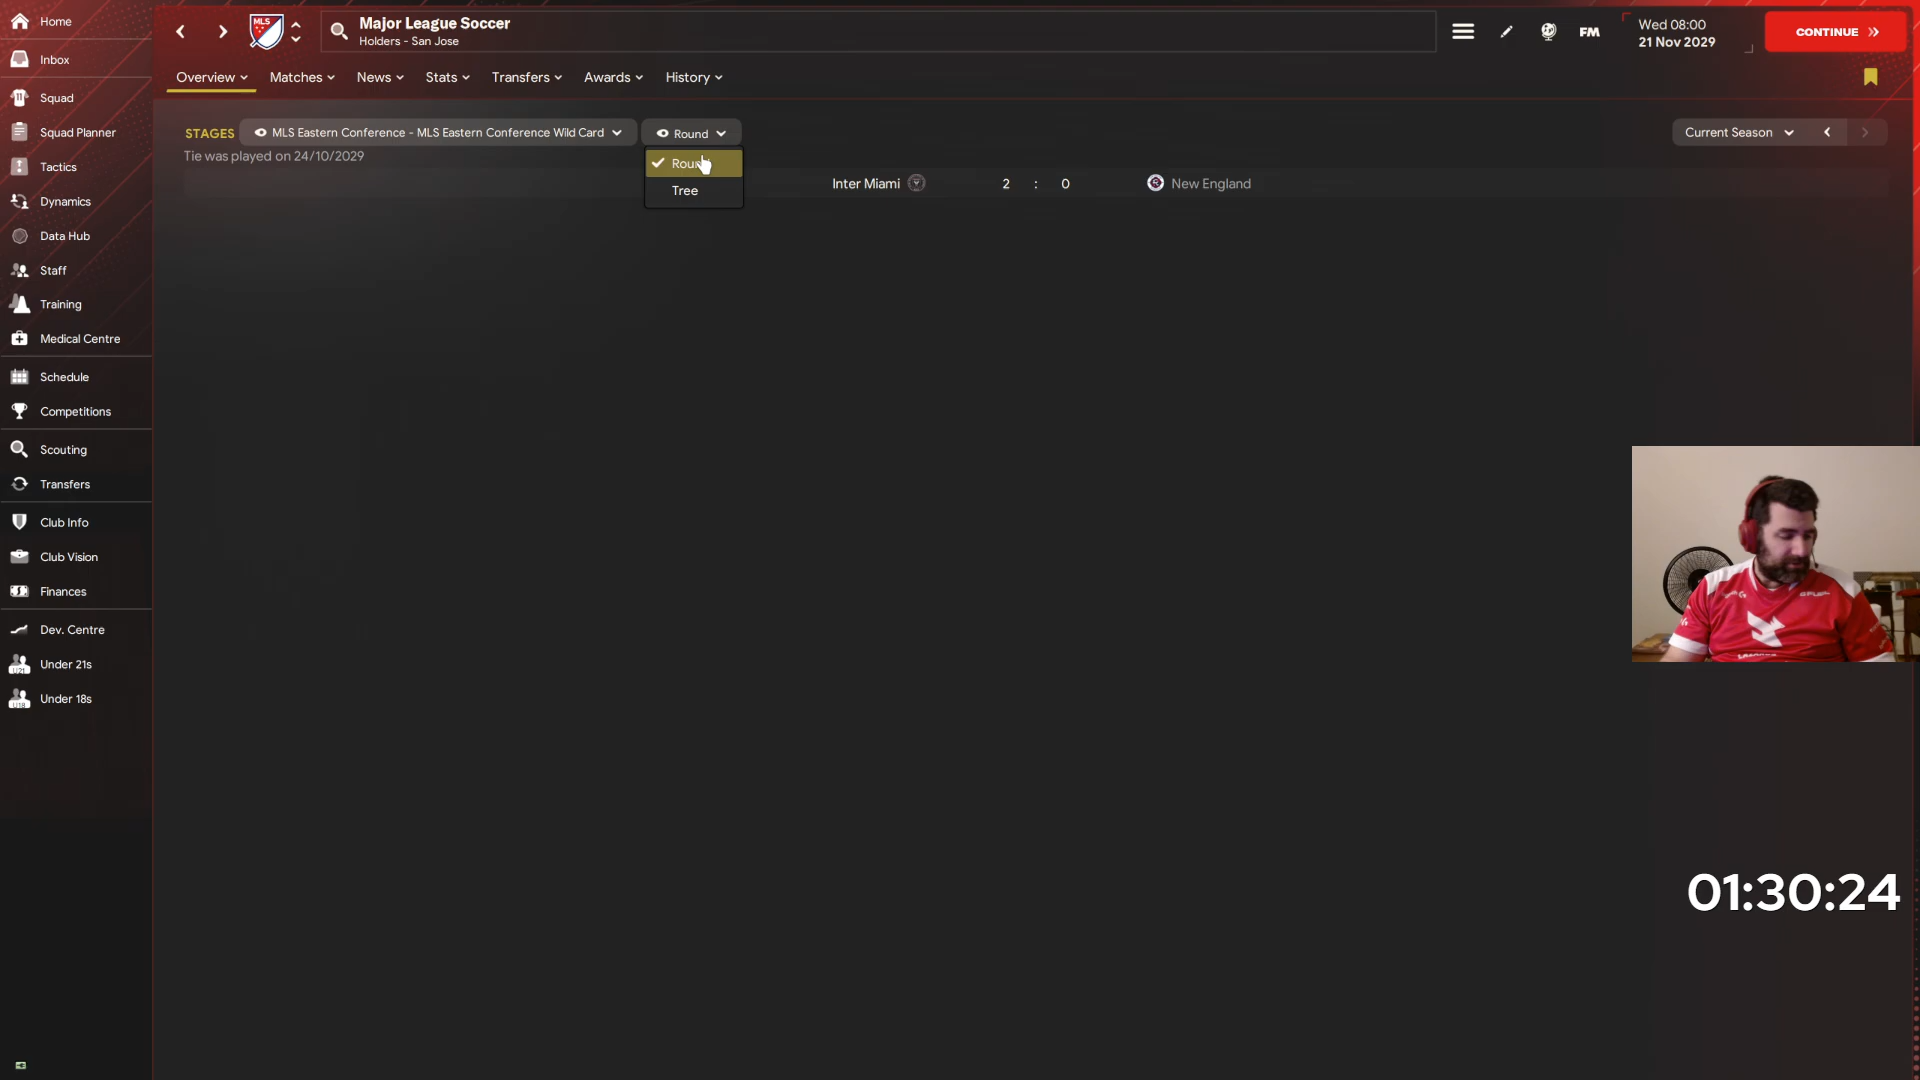 Home
Inbox
Squad
Squad Planner
Tactics
Dynamics
Data Hub
Staff
Training
Medical Centre
Schedule
Competitions
Scouting
Transfers
Club Info
Club Vision
Finances
Dev. Centre
Under 21s
Under 18s
MLS
Major League Soccer
Holders - San Jose
FM
Wed 08:00
21 Nov 2029
CONTINUE
Overview
Matches
News
Stats
Transfers
Awards
History
STAGES
MLS Eastern Conference - MLS Eastern Conference Wild Card
Round
Current Season
Tie was played on 24/10/2029
Tree
Inter Miami
2 : 0
New England
01:30:24